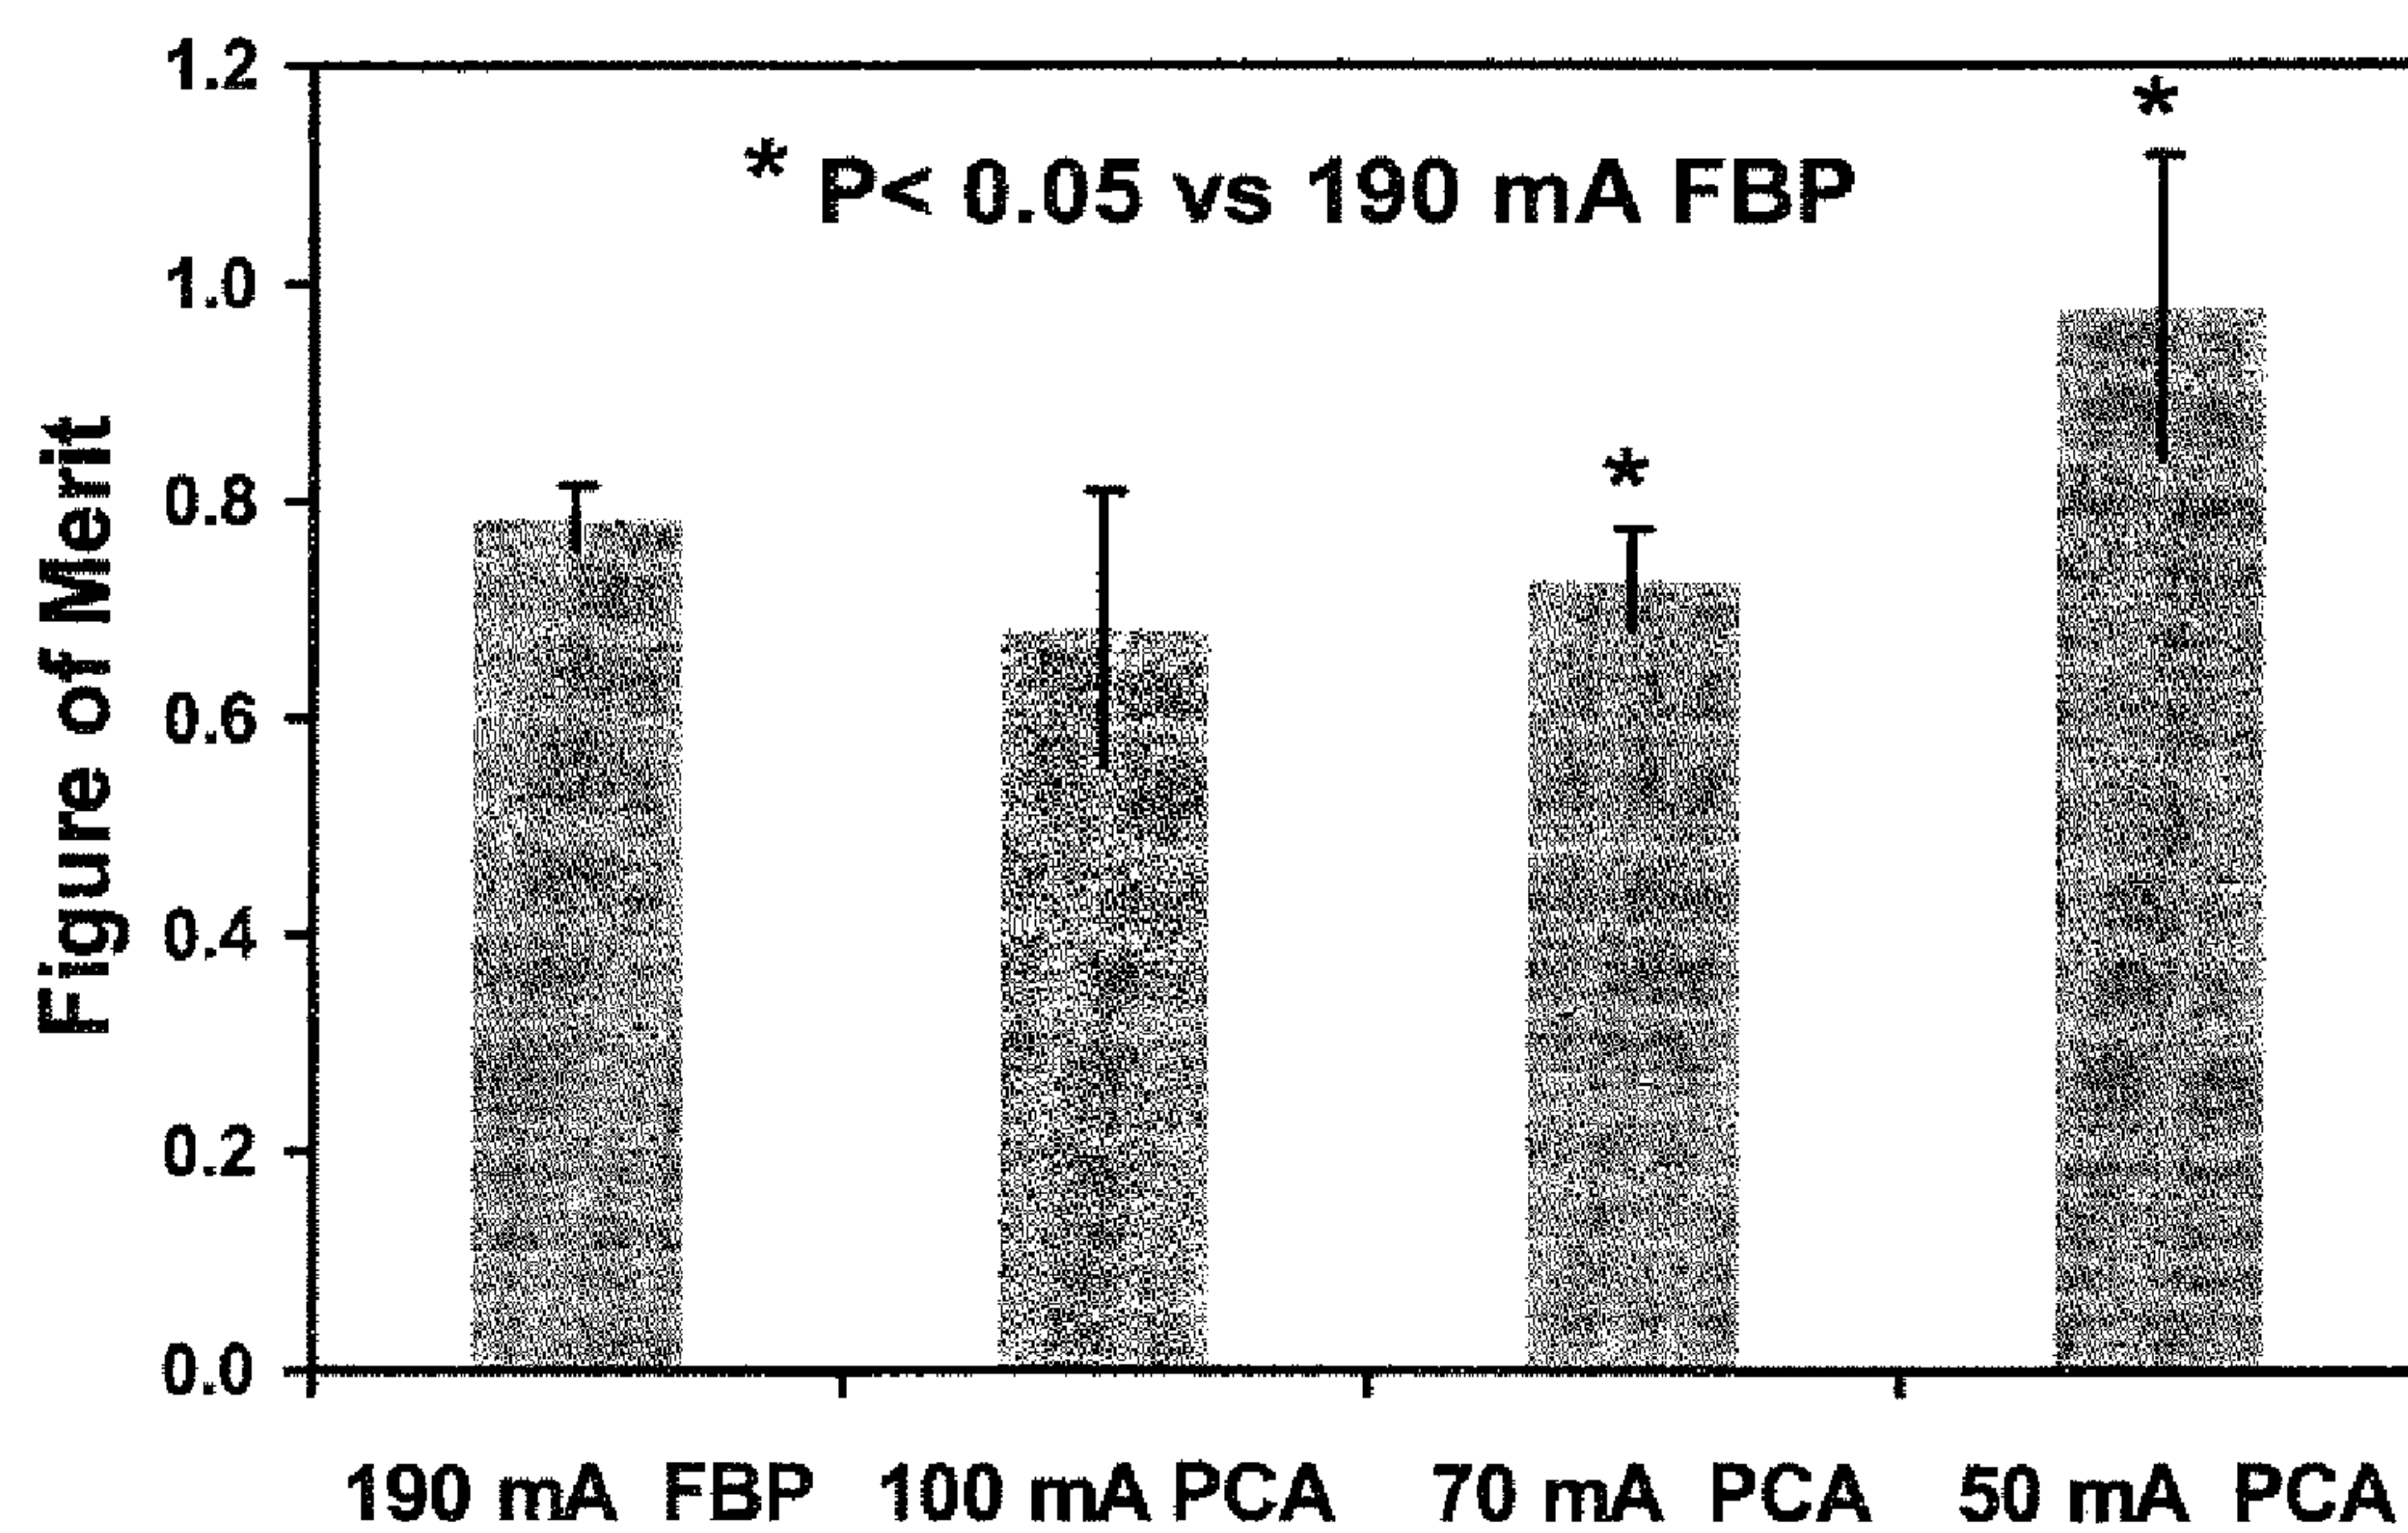 1.2
* P< 0.05 vs 190 mA FBP
*
1.0
0.8
*
0.6
0.4
0.2
0.0
Figure of Merit
190 mA FBP
100 mA PCA
70 mA PCA
50 mA PCA